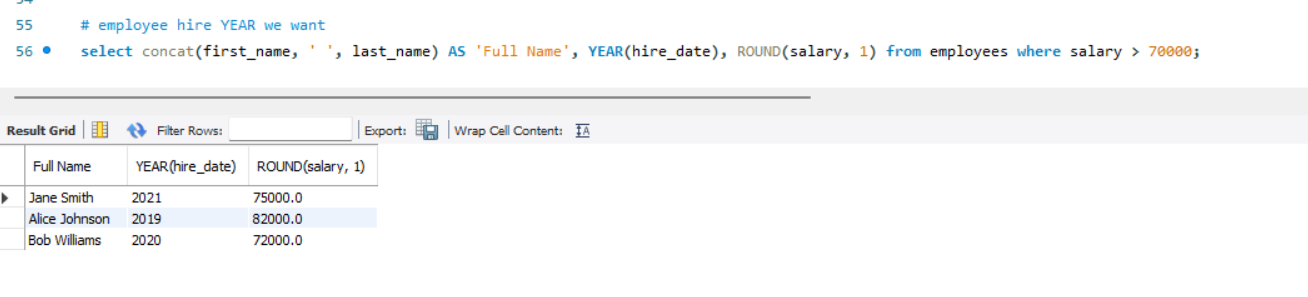 55 # employee hire YEAR we want
56 select concat(first_name, ' ', last_name) AS 'Full Name', YEAR(hire_date), ROUND(salary, 1) from employees where salary > 70000;
Result Grid Filter Rows: Export: Wrap Cell Content: IA
Full Name YEAR(hire_date) ROUND(salary, 1)
Jane Smith 2021 75000.0
Alice Johnson 2019 82000.0
Bob Williams 2020 72000.0